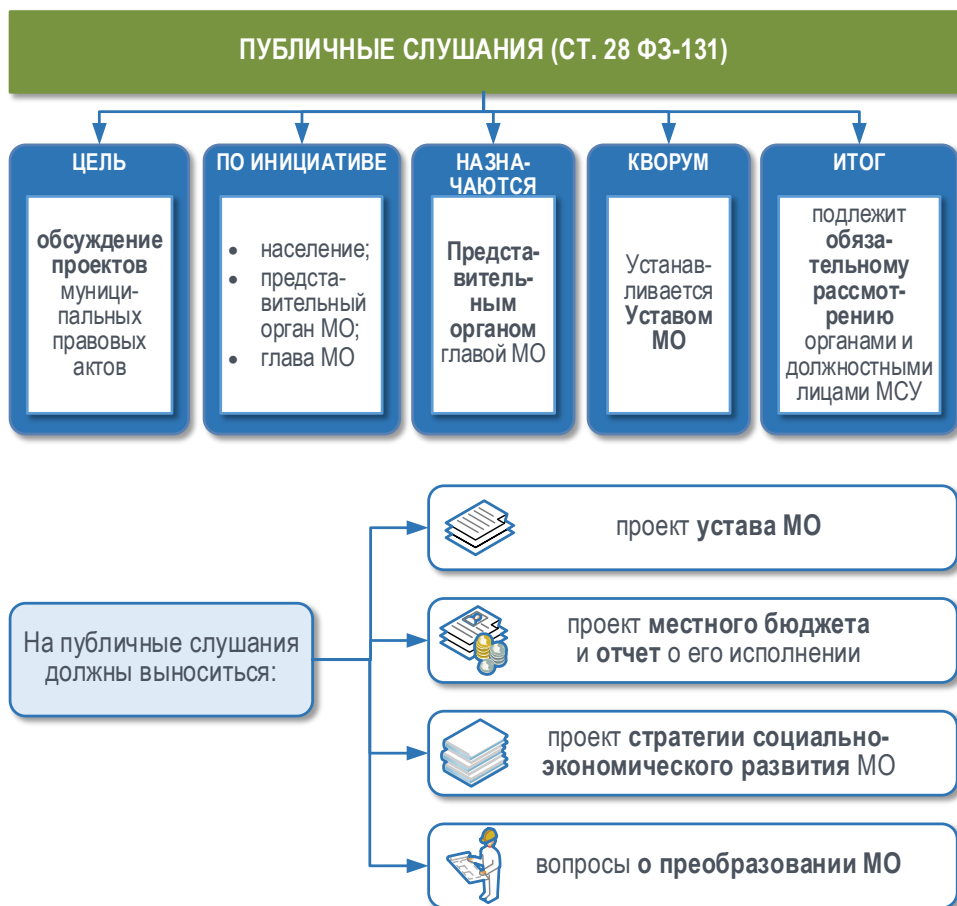 ПУБЛИЧНЫЕ СЛУШАНИЯ (СТ. 28 ФЗ-131)
ЦЕЛЬ
обсуждение
проектов
муници-
пальных
правовых
актов
ПО ИНИЦИАТИВЕ
• население;
• предста-
вительный
орган МО;
• глава МО
НАЗНА-
ЧАЮТСЯ
Предста-
витель-
ным
органом
главой МО
КВОРУМ
Устанав-
ливается
Уставом
МО
ИТОГ
подлежит
обяза-
тельному
рассмот-
рению
органами и
должностными
лицами МСУ
На публичные слушания
должны выноситься:
проект устава МО
проект местного бюджета
и отчет о его исполнении
проект стратегии социально-
экономического развития МО
вопросы о преобразовании МО